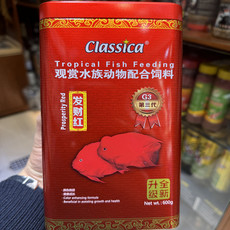 Classica®
Tropical Fish Feeding
观赏水族动物配合饲料
Prosperity Red
发财红
G3
第三代
Color enhancing formula
Beneficial in assisting growth and health
升级
全新
Net wt.: 600g